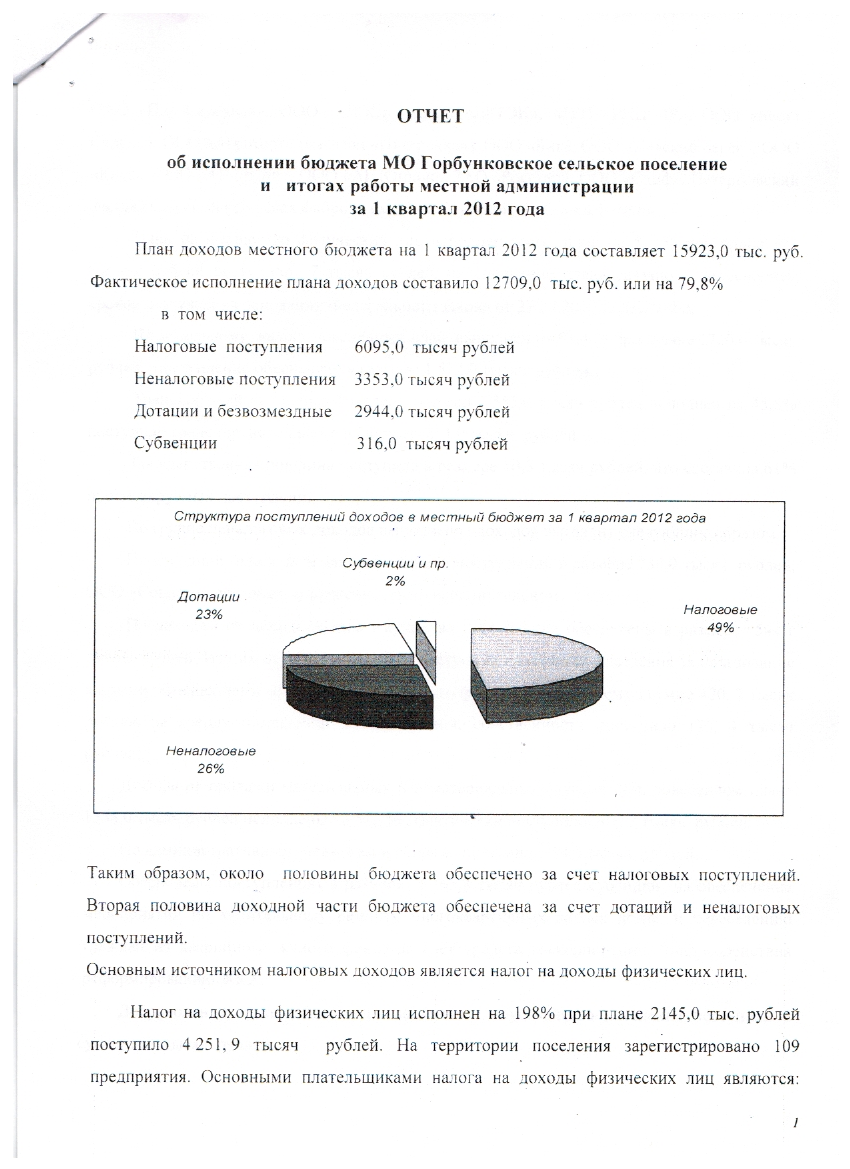 ОТЧЕТ
об исполнении бюджета МО Горбунковское сельское поселение
и итогах работы местной администрации
за 1 квартал 2012 года
План доходов местного бюджета на 1 квартал 2012 года составляет 15923,0 тыс. руб.
Фактическое исполнение плана доходов составило 12709,0 тыс. руб. или на 79,8%
в том числе:
Налоговые поступления 6095,0 тысяч рублей
Неналоговые поступления 3353,0 тысяч рублей
Дотации и безвозмездные 2944,0 тысяч рублей
Субвенции 316,0 тысяч рублей
Структура поступлений доходов в местный бюджет за 1 квартал 2012 года
Субвенции и пр.
2%
Дотации
23%
Налоговые
49%
Неналоговые
26%
Таким образом, около половины бюджета обеспечено за счет налоговых поступлений.
Вторая половина доходной части бюджета обеспечена за счет дотаций и неналоговых
поступлений.
Основным источником налоговых доходов является налог на доходы физических лиц.
Налог на доходы физических лиц исполнен на 198% при плане 2145,0 тыс. рублей
поступило 4 251, 9 тысяч рублей. На территории поселения зарегистрировано 109
предприятия. Основными плательщиками налога на доходы физических лиц являются:
1